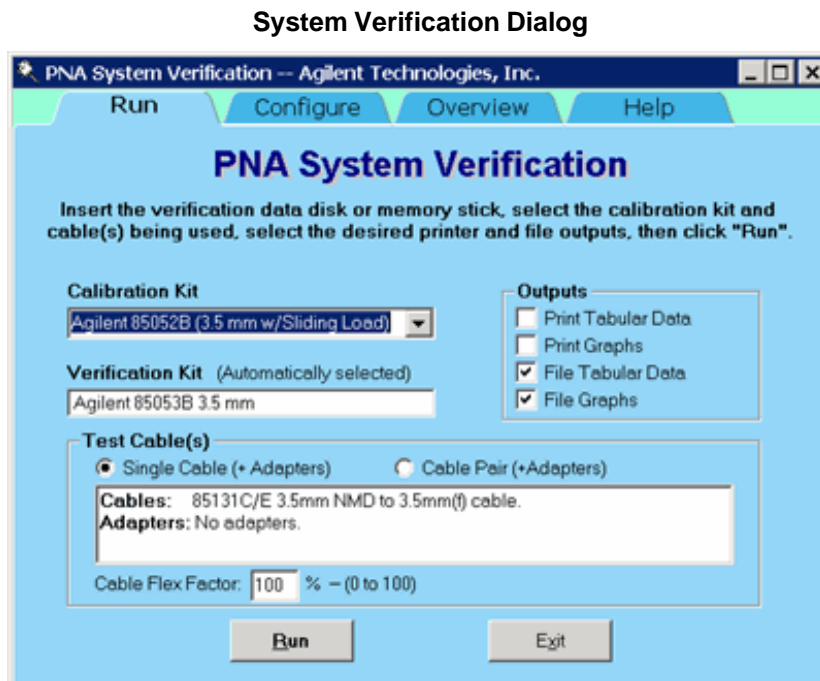 System Verification Dialog
PNA System Verification -- Agilent Technologies, Inc.
Run
Configure
Overview
Help
PNA System Verification
Insert the verification data disk or memory stick, select the calibration kit and
cable(s) being used, select the desired printer and file outputs, then click "Run".
Calibration Kit
Agilent 85052B (3.5 mm w/Sliding Load)
Verification Kit (Automatically selected)
Agilent 85053B 3.5 mm
Outputs
Print Tabular Data
Print Graphs
File Tabular Data
File Graphs
Test Cable(s)
Single Cable (+ Adapters)
Cable Pair (+Adapters)
Cables: 85131C/E 3.5mm NMD to 3.5mm(f) cable.
Adapters: No adapters.
Cable Flex Factor: 100 % – (0 to 100)
Run
Exit